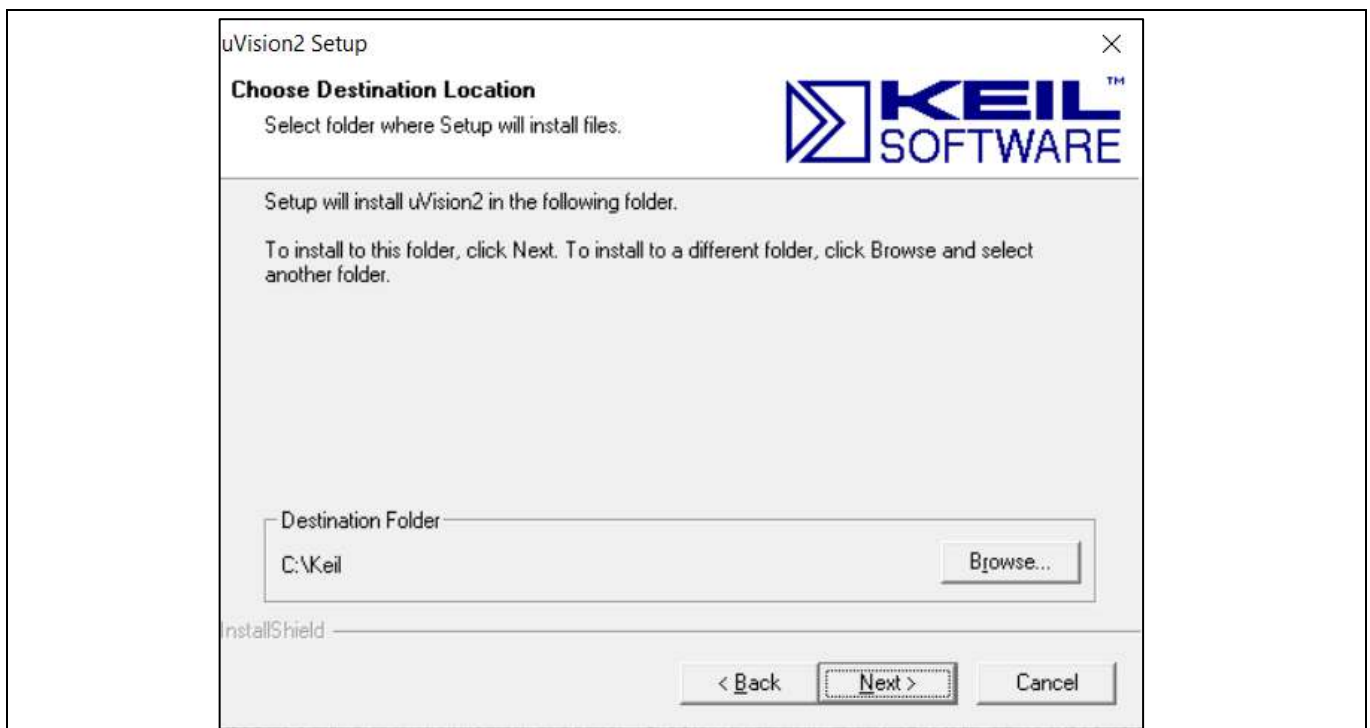 uVision2 Setup
Choose Destination Location
Select folder where Setup will install files.
KEIL™
SOFTWARE
Setup will install uVision2 in the following folder.
To install to this folder, click Next. To install to a different folder, click Browse and select
another folder.
Destination Folder
C:\Keil
Browse...
InstallShield
< Back
Next >
Cancel